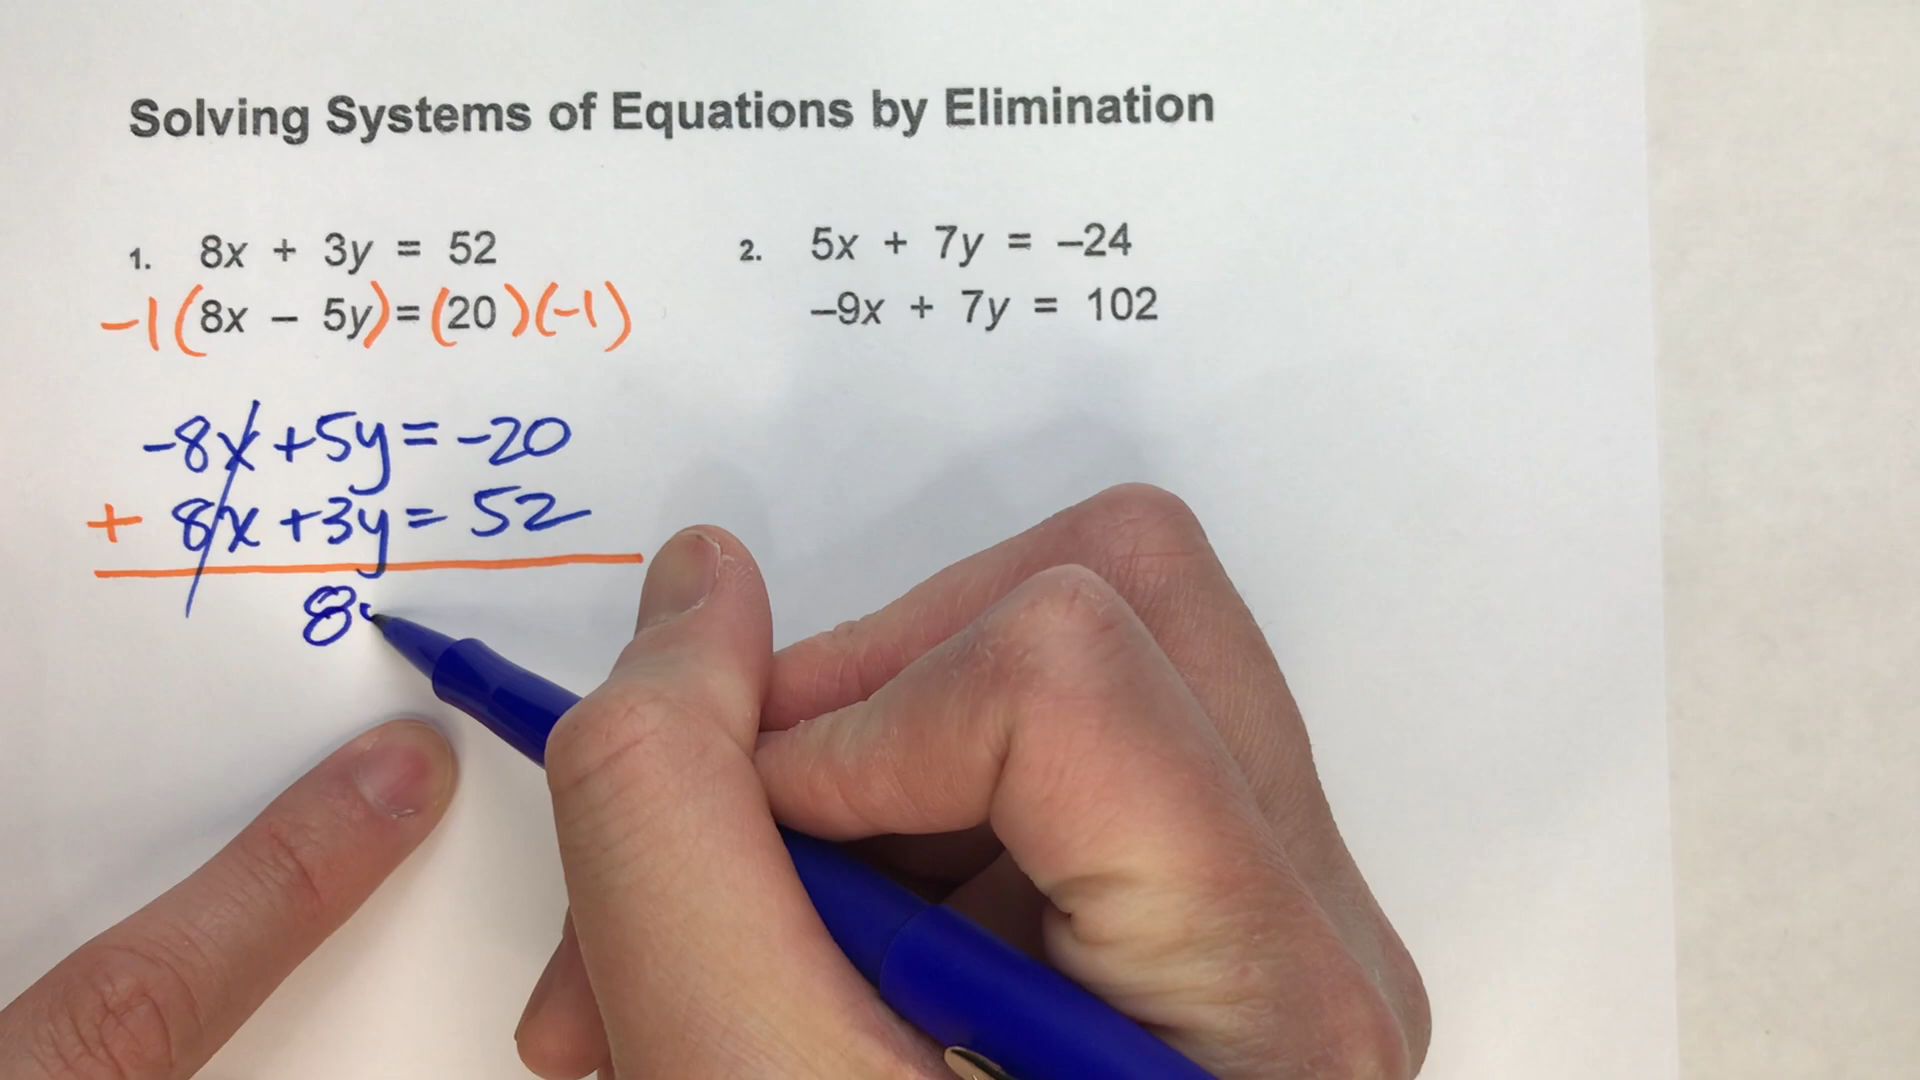 Solving Systems of Equations by Elimination
1. 8x + 3y = 52
-1(8x – 5y)=(20)(-1)
-8x+5y=-20
+ 8x+3y=52
8
2. 5x + 7y = –24
–9x + 7y = 102